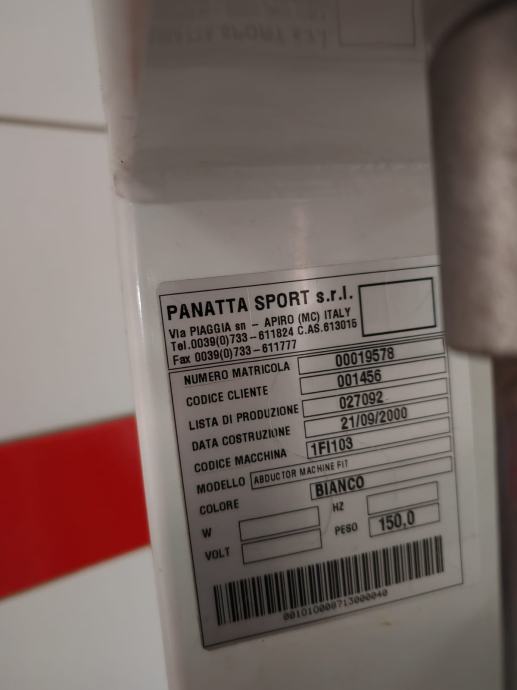 PANATTA SPORT s.r.l.
Via PIAGGIA sn - APIRO (MC) ITALY
Tel.0039(0)733-611824 C.AS.613015
Fax 0039(0)733-611777
NUMERO MATRICOLA 00019578
CODICE CLIENTE 001456
LISTA DI PRODUZIONE 027092
DATA COSTRUZIONE 21/09/2000
CODICE MACCHINA 1FI103
MODELLO ABDUCTOR MACHINE FIT
COLORE BIANCO
W HZ
VOLT PESO 150,0
001010008713000040